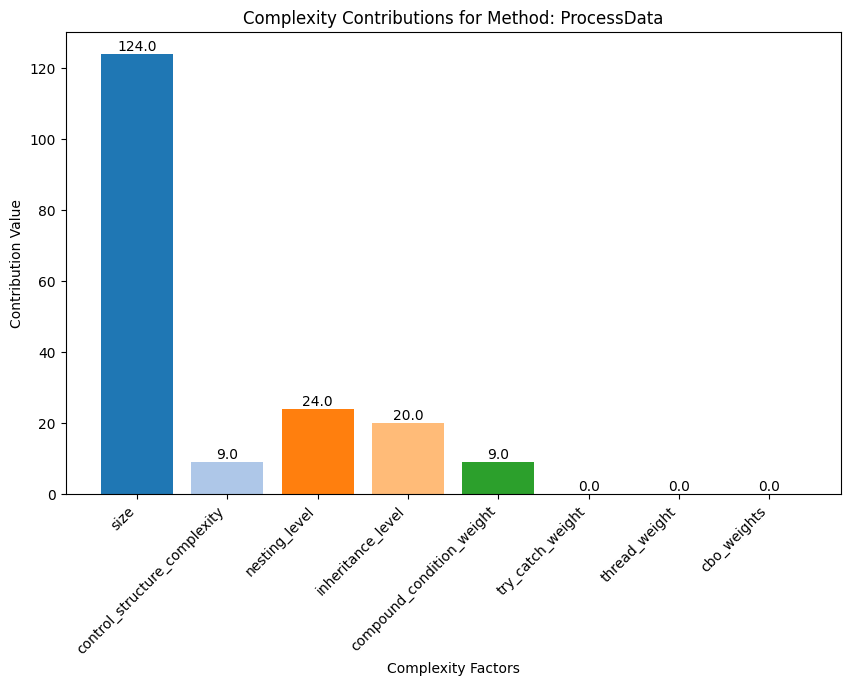 Complexity Contributions for Method: ProcessData
Contribution Value
120
100
80
60
40
20
0
124.0
9.0
24.0
20.0
9.0
0.0
0.0
0.0
size
control_structure_complexity
nesting_level
inheritance_level
compound_condition_weight
try_catch_weight
thread_weight
cbo_weights
Complexity Factors